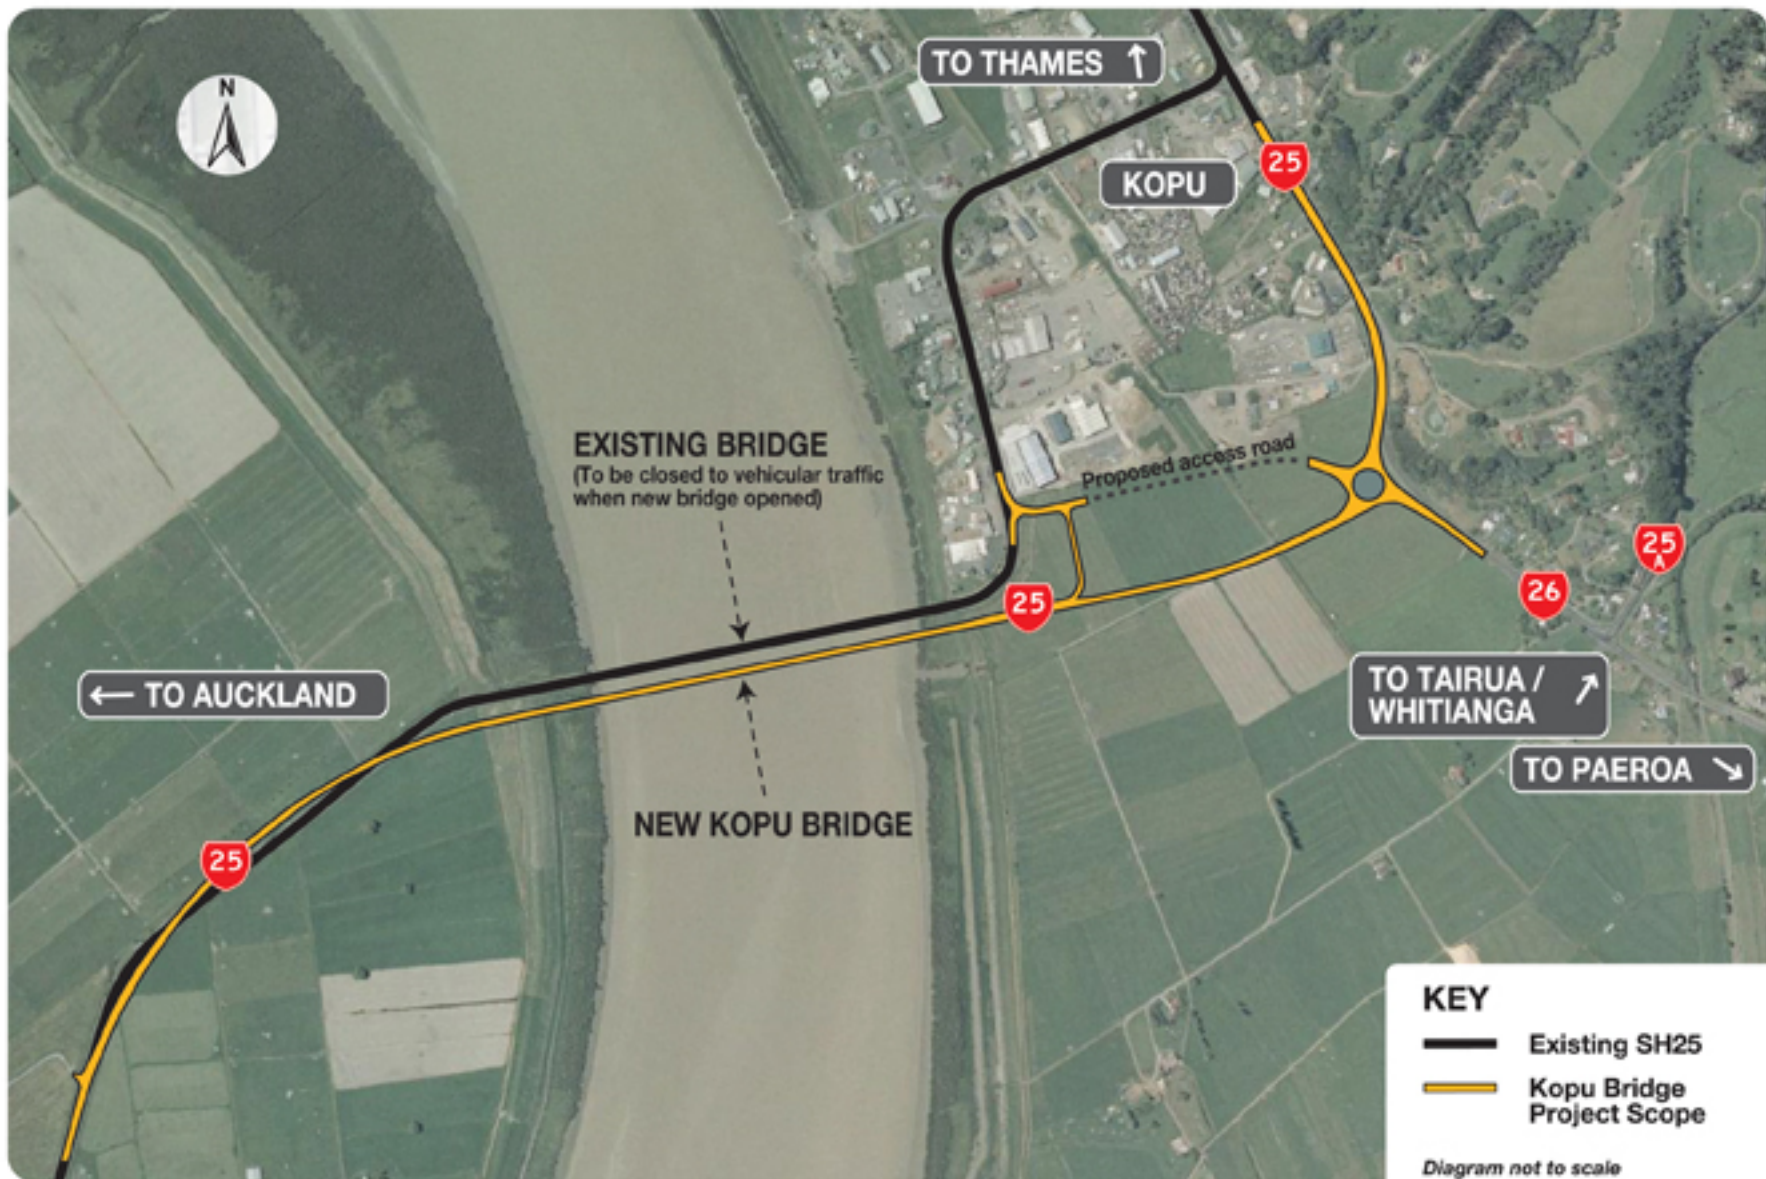 N
TO THAMES ↑
KOPU
25
EXISTING BRIDGE
(To be closed to vehicular traffic
when new bridge opened)
Proposed access road
25
26
25
A
← TO AUCKLAND
TO TAIRUA / ↗
WHITIANGA
TO PAEROA ↘
NEW KOPU BRIDGE
25
KEY
Existing SH25
Kopu Bridge
Project Scope
Diagram not to scale